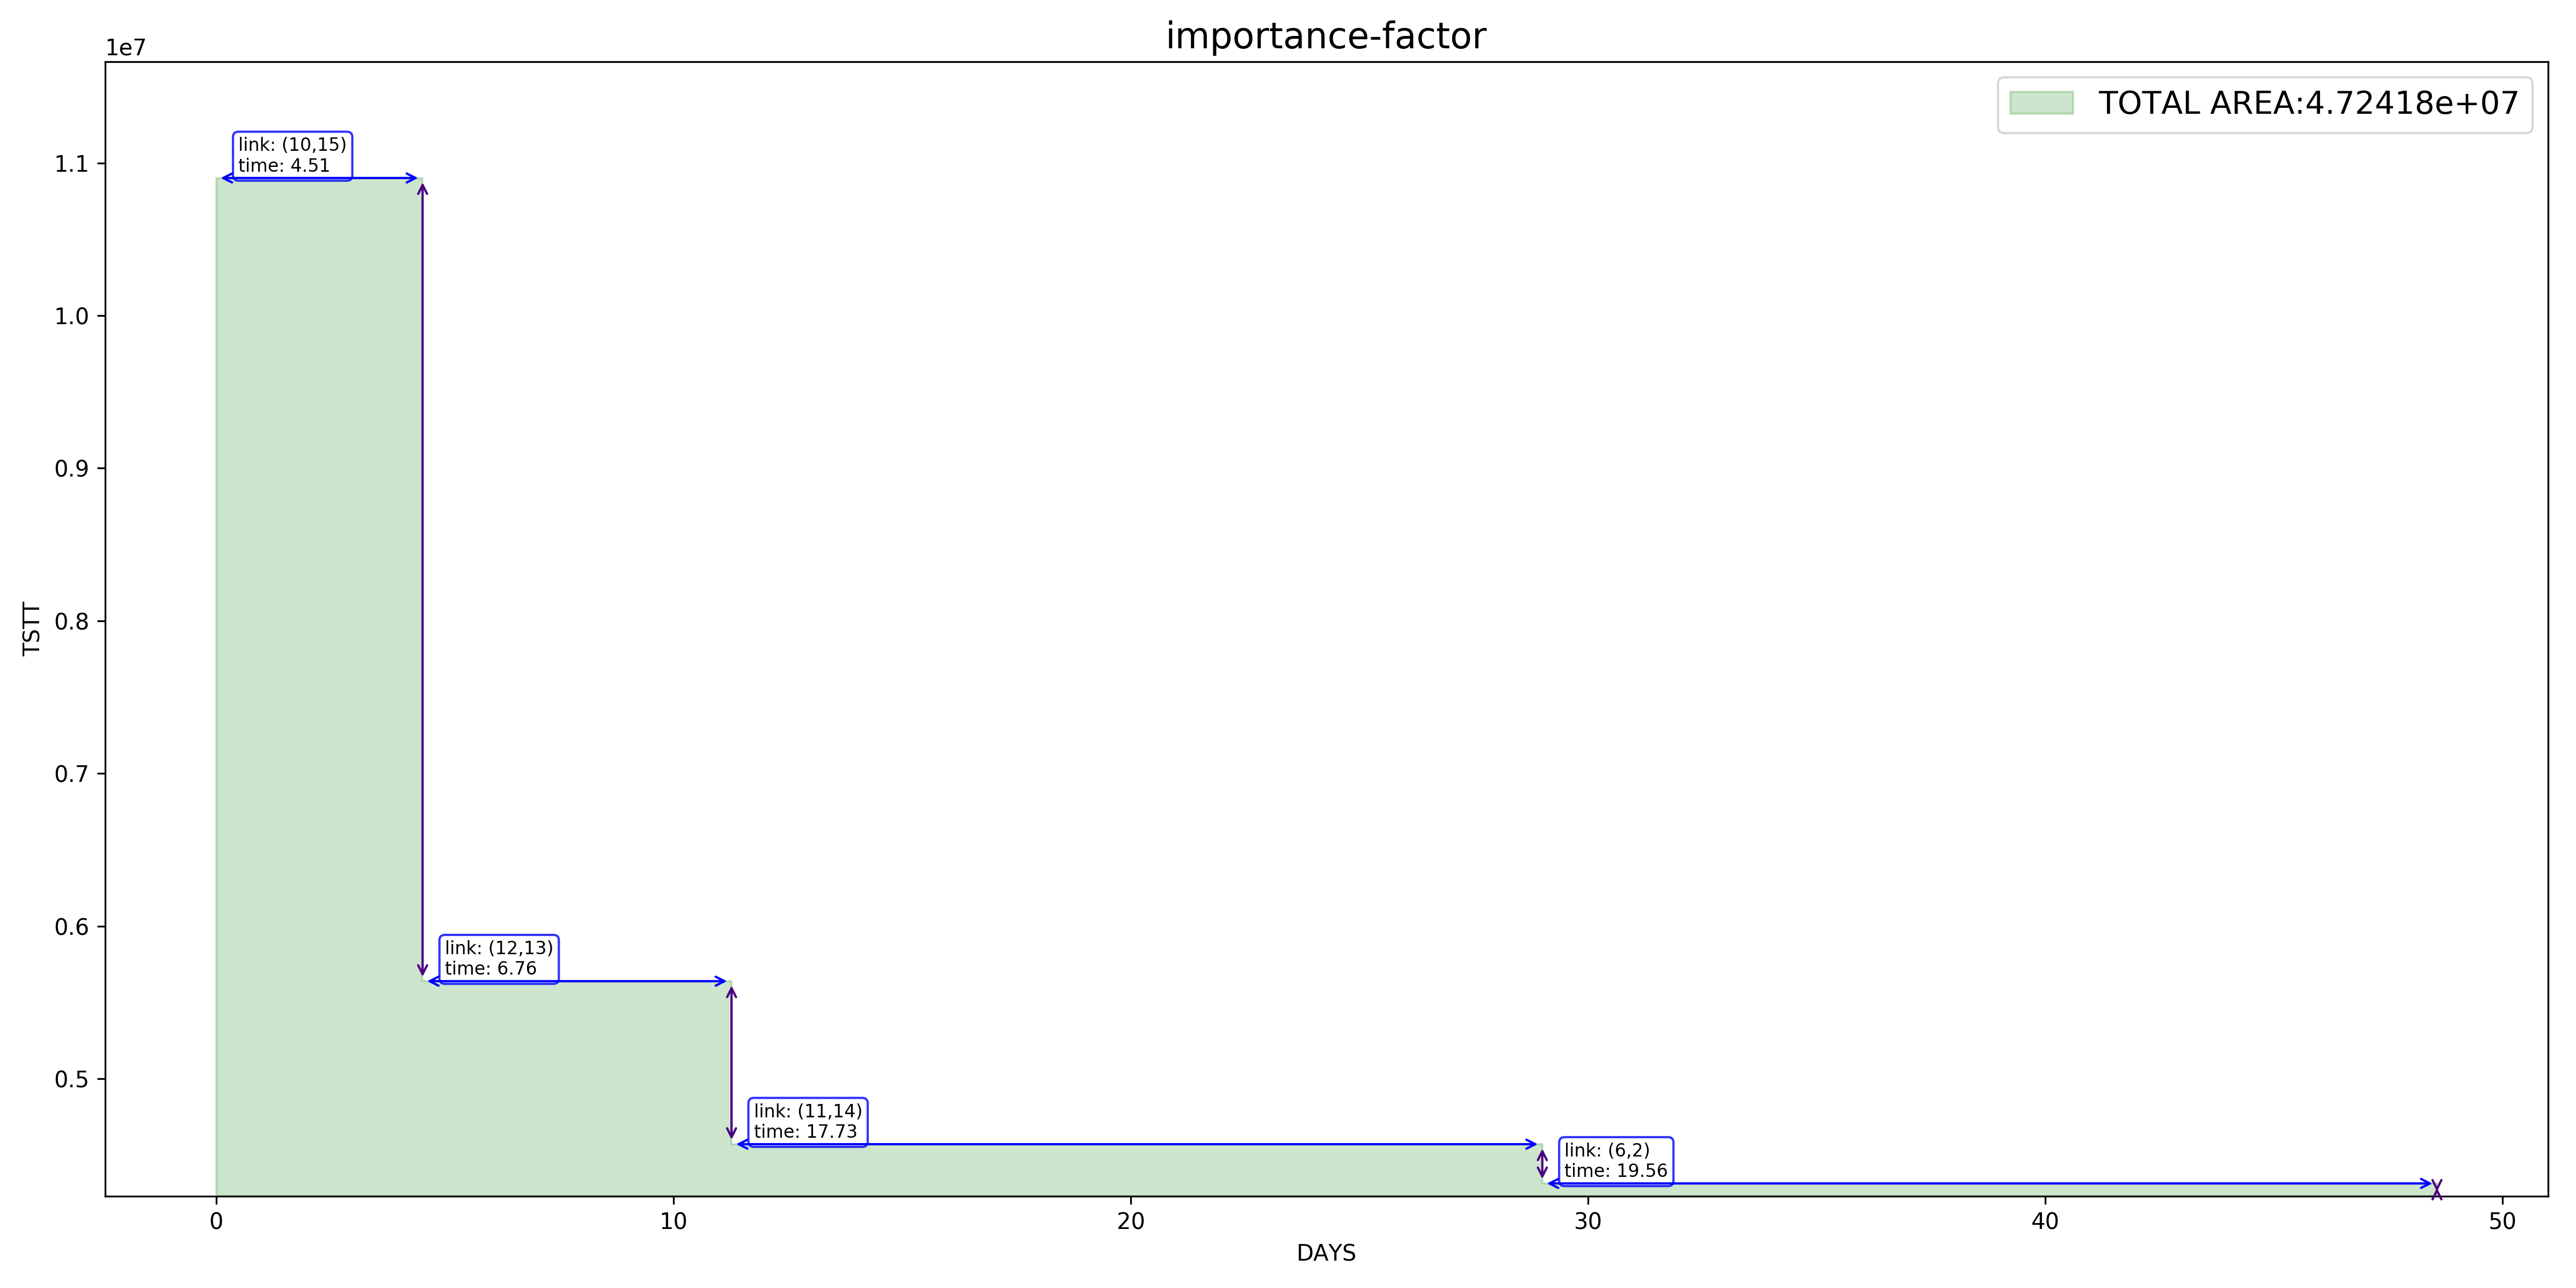 importance-factor
1e7
TOTAL AREA:4.72418e+07
1.1
1.0
0.9
0.8
0.7
0.6
0.5
TSTT
link: (10,15)
time: 4.51
link: (12,13)
time: 6.76
link: (11,14)
time: 17.73
link: (6,2)
time: 19.56
0 10 20 30 40 50
DAYS